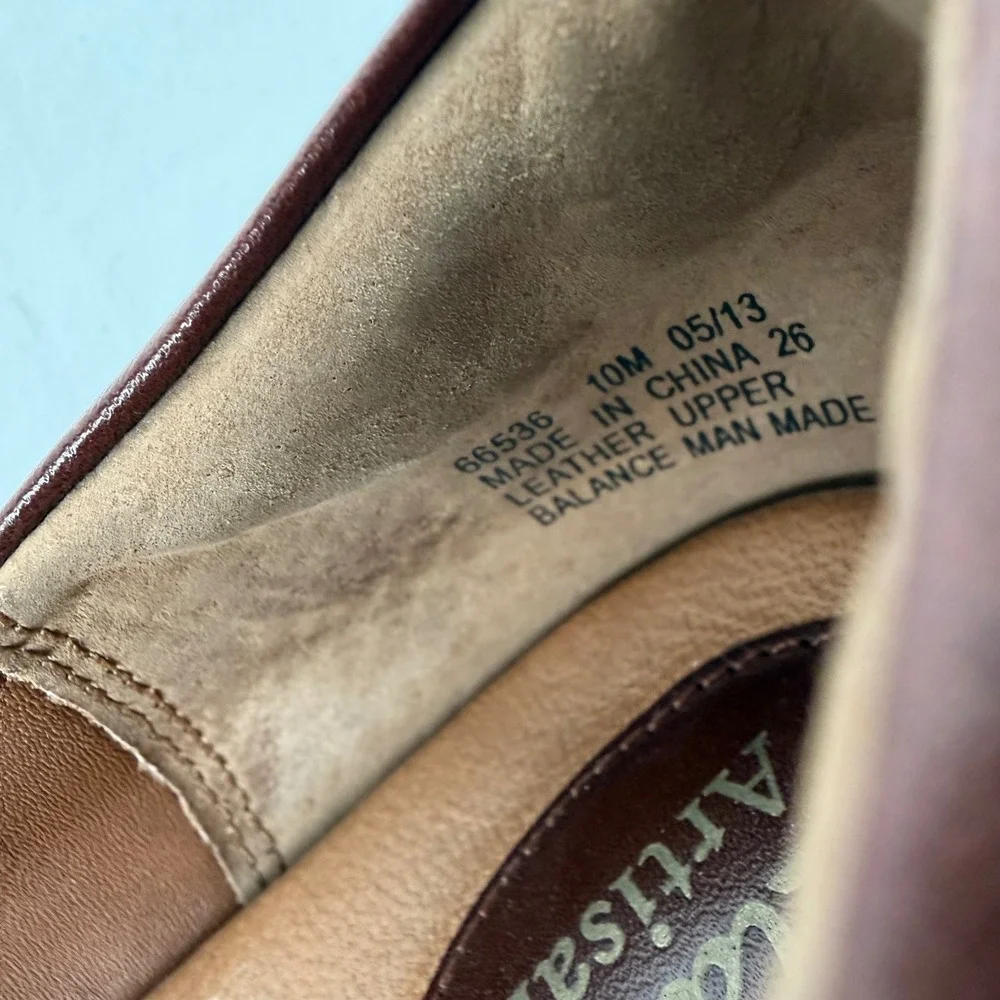 66536 10M 05/13
MADE IN CHINA 26
LEATHER UPPER
BALANCE MAN MADE
Artisan